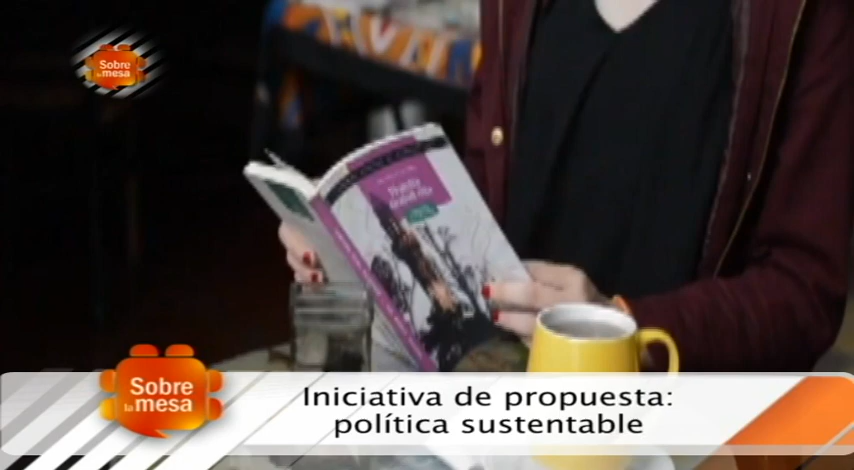 Sobre
la mesa
Sobre
la mesa
Iniciativa de propuesta:
política sustentable